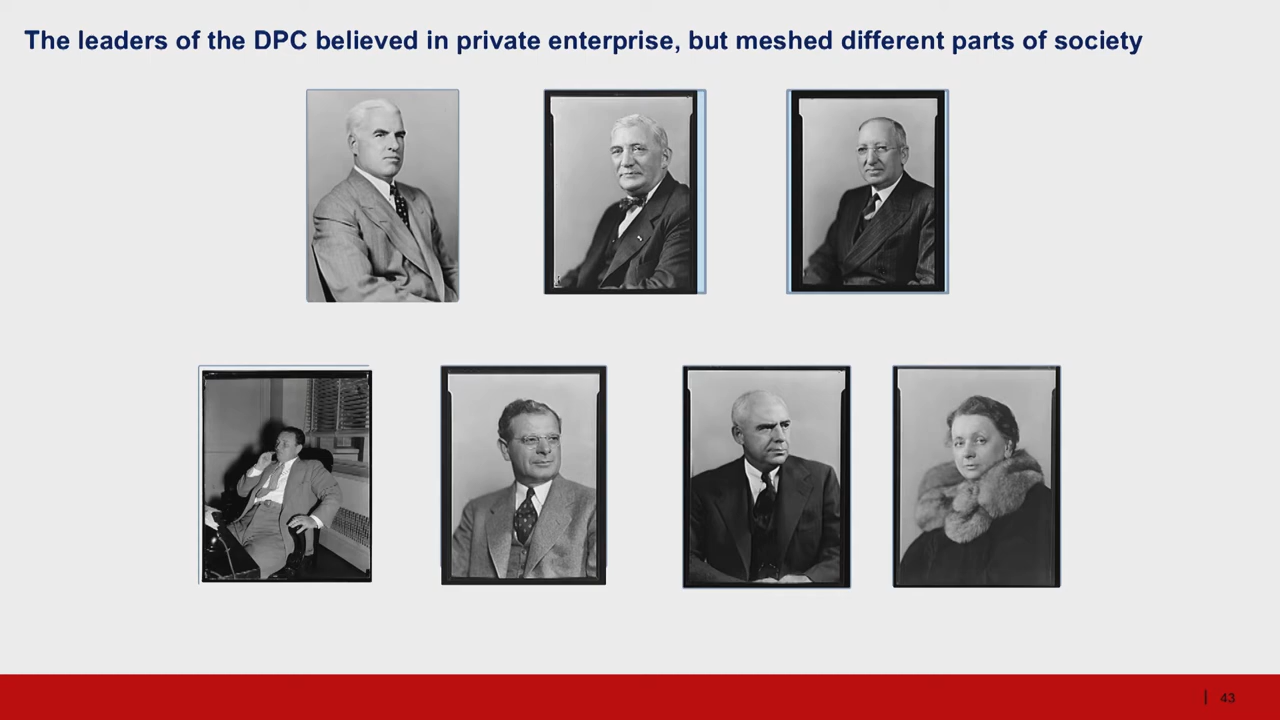 The leaders of the DPC believed in private enterprise, but meshed different parts of society
| 43